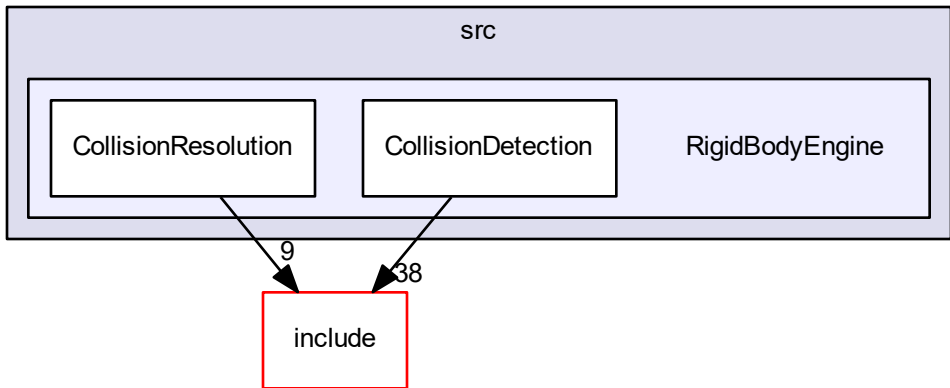 src
CollisionResolution
CollisionDetection
RigidBodyEngine
9
38
include